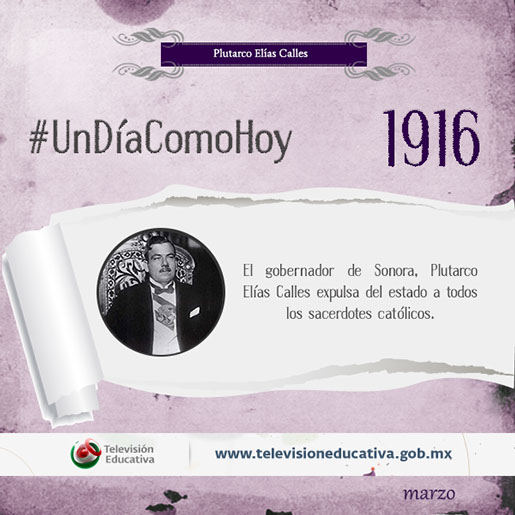 Plutarco Elías Calles
#UnDíaComoHoy
1916
El gobernador de Sonora, Plutarco
Elías Calles expulsa del estado a todos
los sacerdotes católicos.
Televisión
Educativa
www.televisioneducativa.gob.mx
marzo